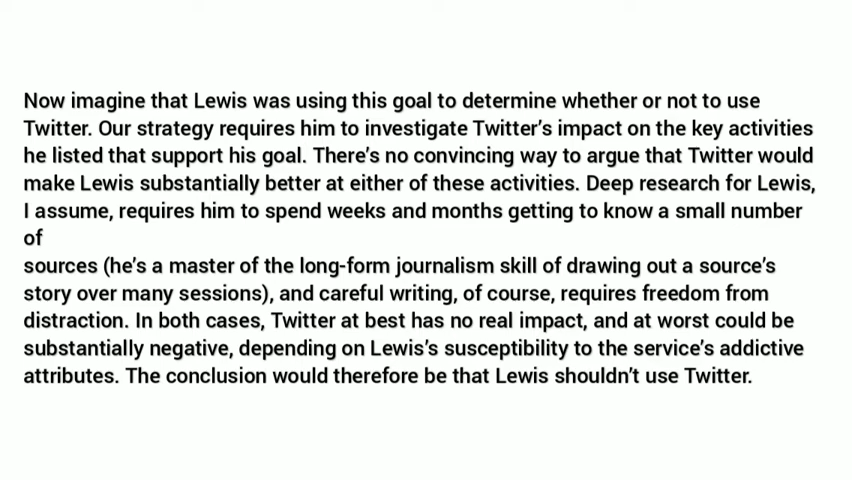 Now imagine that Lewis was using this goal to determine whether or not to use
Twitter. Our strategy requires him to investigate Twitter’s impact on the key activities
he listed that support his goal. There’s no convincing way to argue that Twitter would
make Lewis substantially better at either of these activities. Deep research for Lewis,
I assume, requires him to spend weeks and months getting to know a small number
of
sources (he’s a master of the long-form journalism skill of drawing out a source’s
story over many sessions), and careful writing, of course, requires freedom from
distraction. In both cases, Twitter at best has no real impact, and at worst could be
substantially negative, depending on Lewis’s susceptibility to the service’s addictive
attributes. The conclusion would therefore be that Lewis shouldn’t use Twitter.